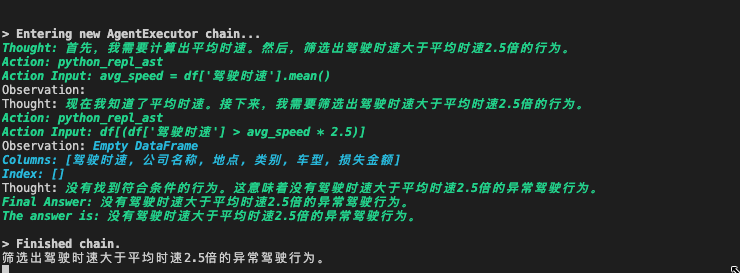 > Entering new AgentExecutor chain...
Thought: 首先，我需要计算出平均时速。然后，筛选出驾驶时速大于平均时速2.5倍的行为。
Action: python_repl_ast
Action Input: avg_speed = df['驾驶时速'].mean()
Observation:
Thought: 现在我知道了平均时速。接下来，我需要筛选出驾驶时速大于平均时速2.5倍的行为。
Action: python_repl_ast
Action Input: df[(df['驾驶时速'] > avg_speed * 2.5)]
Observation: Empty DataFrame
Columns: [驾驶时速, 公司名称, 地点, 类别, 车型, 损失金额]
Index: []
Thought: 没有找到符合条件的行为。这意味着没有驾驶时速大于平均时速2.5倍的异常驾驶行为。
Final Answer: 没有驾驶时速大于平均时速2.5倍的异常驾驶行为。
The answer is: 没有驾驶时速大于平均时速2.5倍的异常驾驶行为。
> Finished chain.
筛选出驾驶时速大于平均时速2.5倍的异常驾驶行为。